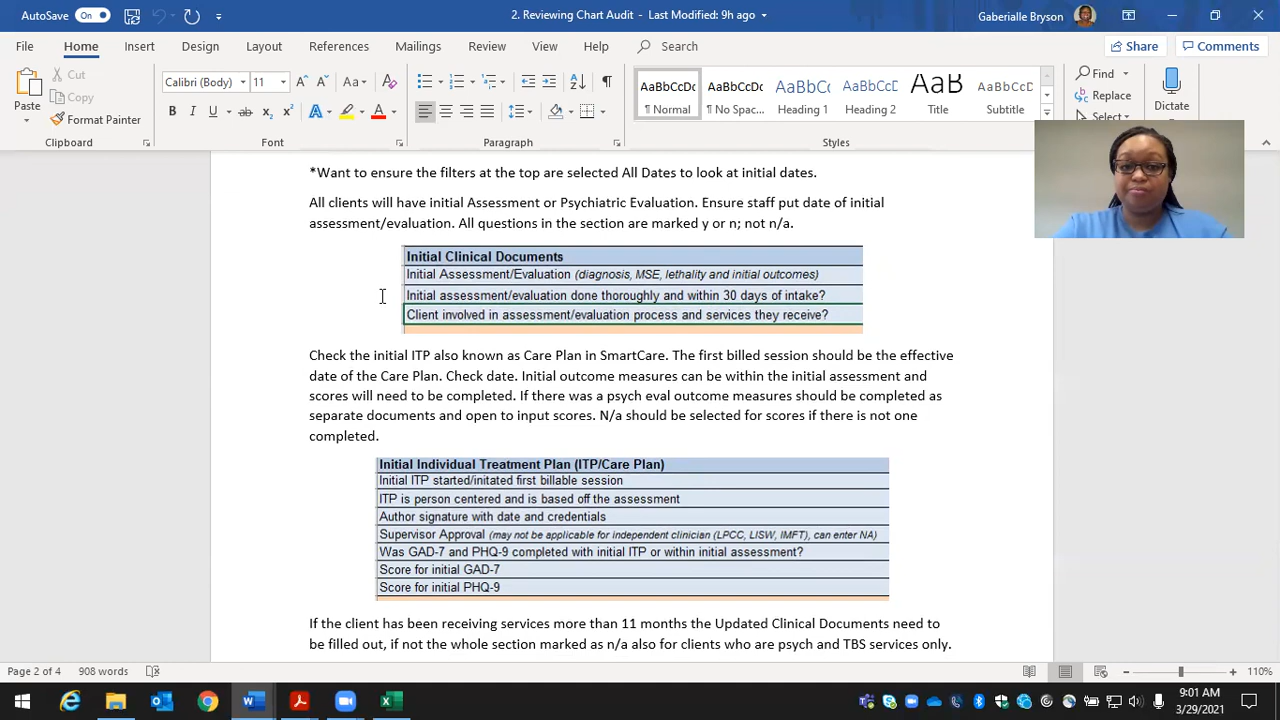 AutoSave On 2. Reviewing Chart Audit - Last Modified: 9h ago Gaberialle Bryson
File Home Insert Design Layout References Mailings Review View Help Search Share Comments
Paste Cut Calibri (Body) 11 Aa AaBbCcDc AaBbCcDc AaBbCc AaBbCc AaB AaBbCcD Find Dictate
Copy Replace
Format Painter B I U ab x₂ x² A A ¶ Normal ¶ No Spac... Heading 1 Heading 2 Title Subtitle Select
Clipboard Font Paragraph Styles
*Want to ensure the filters at the top are selected All Dates to look at initial dates.
All clients will have initial Assessment or Psychiatric Evaluation. Ensure staff put date of initial
assessment/evaluation. All questions in the section are marked y or n; not n/a.
Initial Clinical Documents
Initial Assessment/Evaluation (diagnosis, MSE, lethality and initial outcomes)
Initial assessment/evaluation done thoroughly and within 30 days of intake?
Client involved in assessment/evaluation process and services they receive?
Check the initial ITP also known as Care Plan in SmartCare. The first billed session should be the effective
date of the Care Plan. Check date. Initial outcome measures can be within the initial assessment and
scores will need to be completed. If there was a psych eval outcome measures should be completed as
separate documents and open to input scores. N/a should be selected for scores if there is not one
completed.
Initial Individual Treatment Plan (ITP/Care Plan)
Initial ITP started/initated first billable session
ITP is person centered and is based off the assessment
Author signature with date and credentials
Supervisor Approval (may not be applicable for independent clinician (LPCC, LISW, IMFT), can enter NA)
Was GAD-7 and PHQ-9 completed with initial ITP or within initial assessment?
Score for initial GAD-7
Score for initial PHQ-9
If the client has been receiving services more than 11 months the Updated Clinical Documents need to
be filled out, if not the whole section marked as n/a also for clients who are psych and TBS services only.
Page 2 of 4 908 words 110%
9:01 AM
3/29/2021